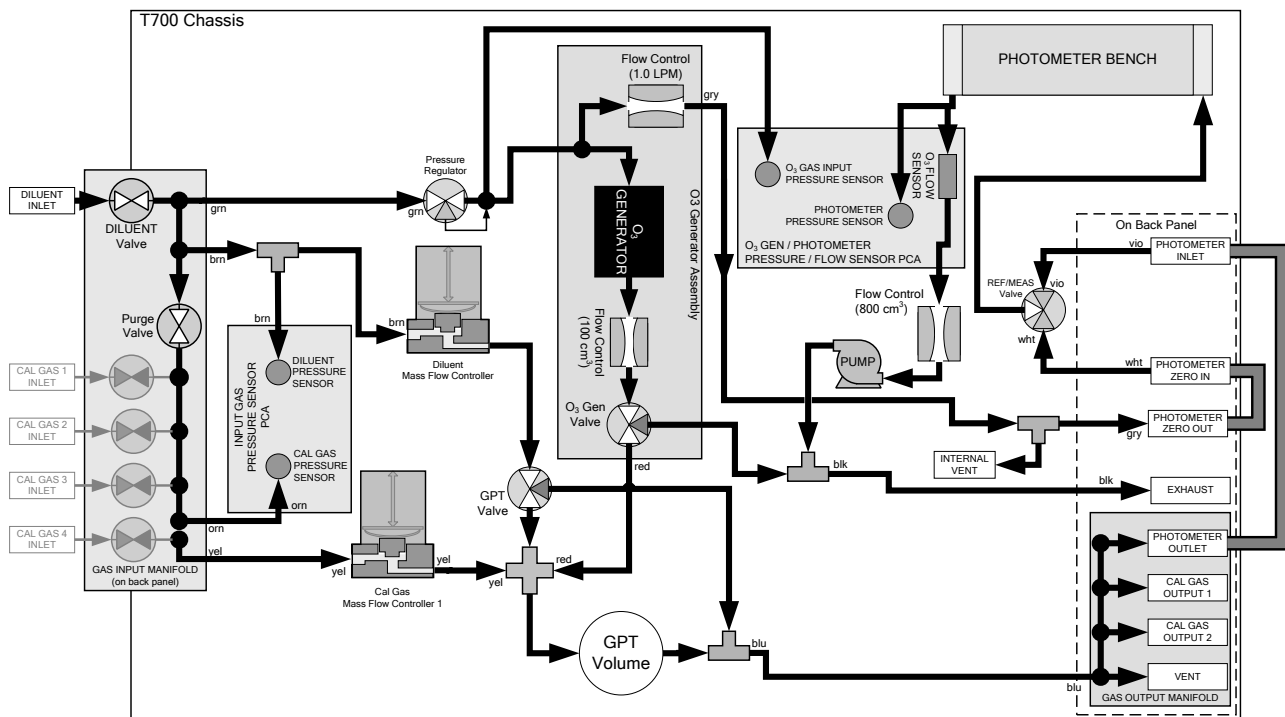 T700 Chassis
DILUENT
INLET
DILUENT
Valve
grn
grn
Pressure
Regulator
Flow Control
(1.0 LPM)
gry
O3 GENERATOR
O3 Generator Assembly
Flow Control
(100 cm3)
O3 Gen
Valve
red
PHOTOMETER BENCH
O3 GAS INPUT
PRESSURE SENSOR
O3 FLOW
SENSOR
PHOTOMETER
PRESSURE SENSOR
O3 GEN / PHOTOMETER
PRESSURE / FLOW SENSOR PCA
Flow Control
(800 cm3)
PUMP
On Back Panel
vio
PHOTOMETER
INLET
REF/MEAS
Valve
vio
wht
wht
PHOTOMETER
ZERO IN
gry
PHOTOMETER
ZERO OUT
INTERNAL
VENT
blk
blk
EXHAUST
brn
brn
brn
Purge
Valve
INPUT GAS
PRESSURE SENSOR
PCA
DILUENT
PRESSURE
SENSOR
CAL GAS
PRESSURE
SENSOR
orn
orn
Diluent
Mass Flow Controller
CAL GAS 1
INLET
CAL GAS 2
INLET
CAL GAS 3
INLET
CAL GAS 4
INLET
GAS INPUT MANIFOLD
(on back panel)
yel
yel
yel
yel
Cal Gas
Mass Flow Controller 1
GPT
Valve
red
GPT
Volume
blu
blu
PHOTOMETER
OUTLET
CAL GAS
OUTPUT 1
CAL GAS
OUTPUT 2
VENT
GAS OUTPUT MANIFOLD